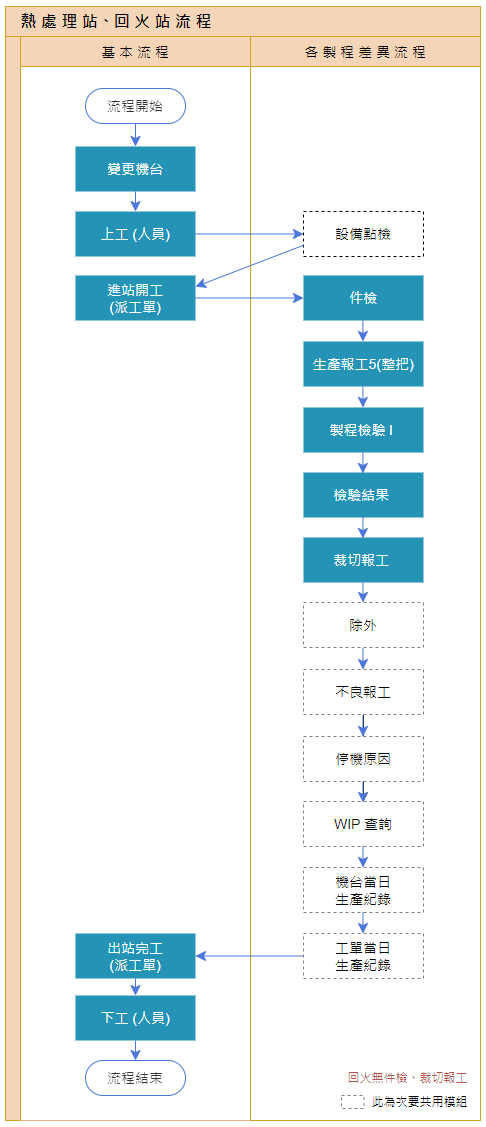 熱處理站、回火站流程
基本流程
各製程差異流程
流程開始
變更機台
上工 (人員)
設備點檢
進站開工
(派工單)
件檢
生產報工5(整把)
製程檢驗 I
檢驗結果
裁切報工
除外
不良報工
停機原因
WIP 查詢
機台當日
生產紀錄
工單當日
生產紀錄
出站完工
(派工單)
下工 (人員)
流程結束
回火無件檢、裁切報工
此為次要共用模組